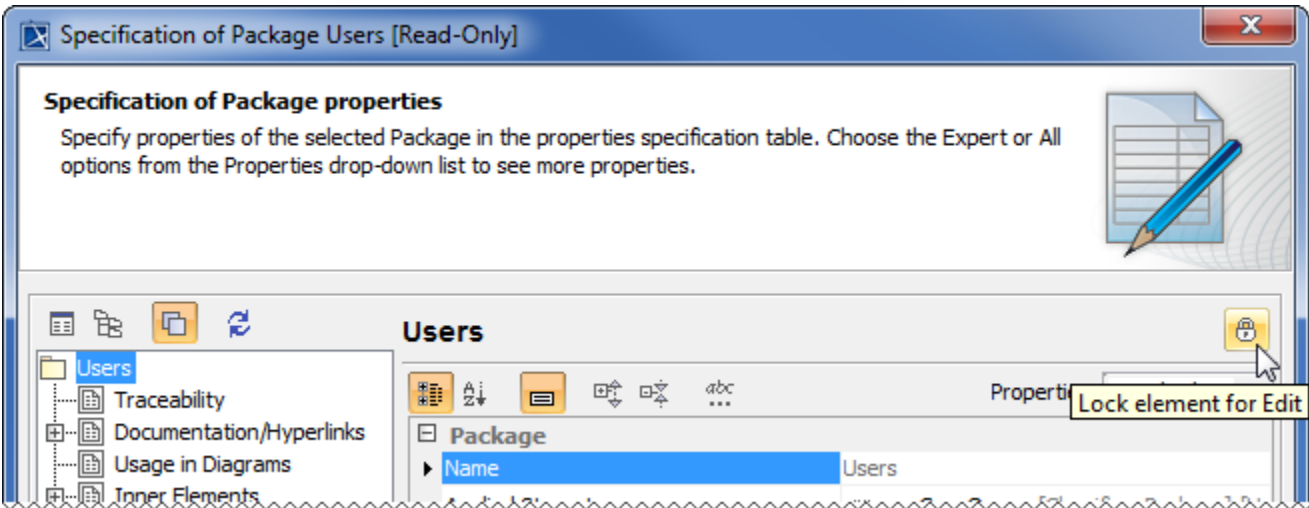 Specification of Package Users [Read-Only]
Specification of Package properties
Specify properties of the selected Package in the properties specification table. Choose the Expert or All
options from the Properties drop-down list to see more properties.
Users
Users
Traceability
Documentation/Hyperlinks
Usage in Diagrams
Inner Elements
abc
...
Lock element for Edit
Package
Name
Users